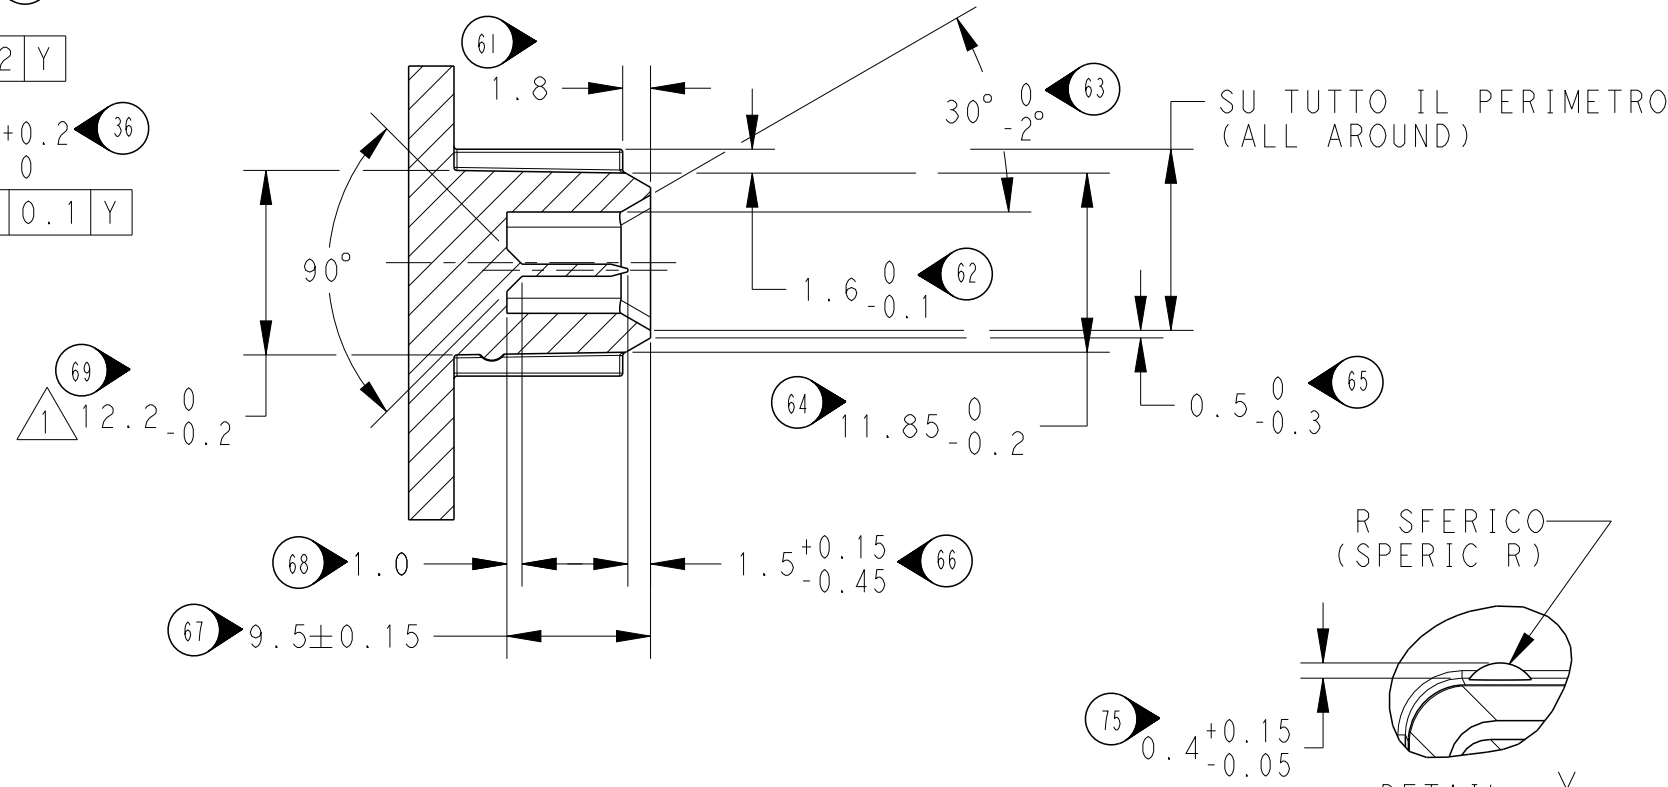 61
1.8
2 Y
+0.2 36
0
0.1 Y
30° 0 63
-2°
SU TUTTO IL PERIMETRO
(ALL AROUND)
90°
1.6 0 62
-0.1
69
1 12.2 0
-0.2
64 11.85 0
-0.2
0.5 0 65
-0.3
68 1.0
1.5 +0.15 66
-0.45
67 9.5±0.15
R SFERICO
(SPERIC R)
75 0.4 +0.15
-0.05